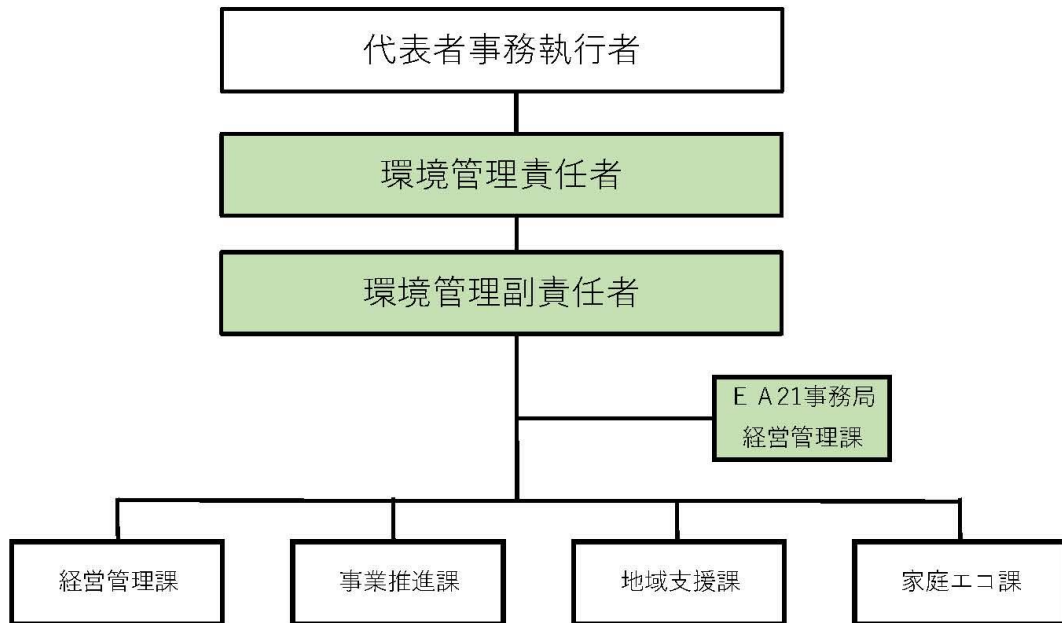 代表者事務執行者
環境管理責任者
環境管理副責任者
E A21事務局
経営管理課
経営管理課
事業推進課
地域支援課
家庭エコ課